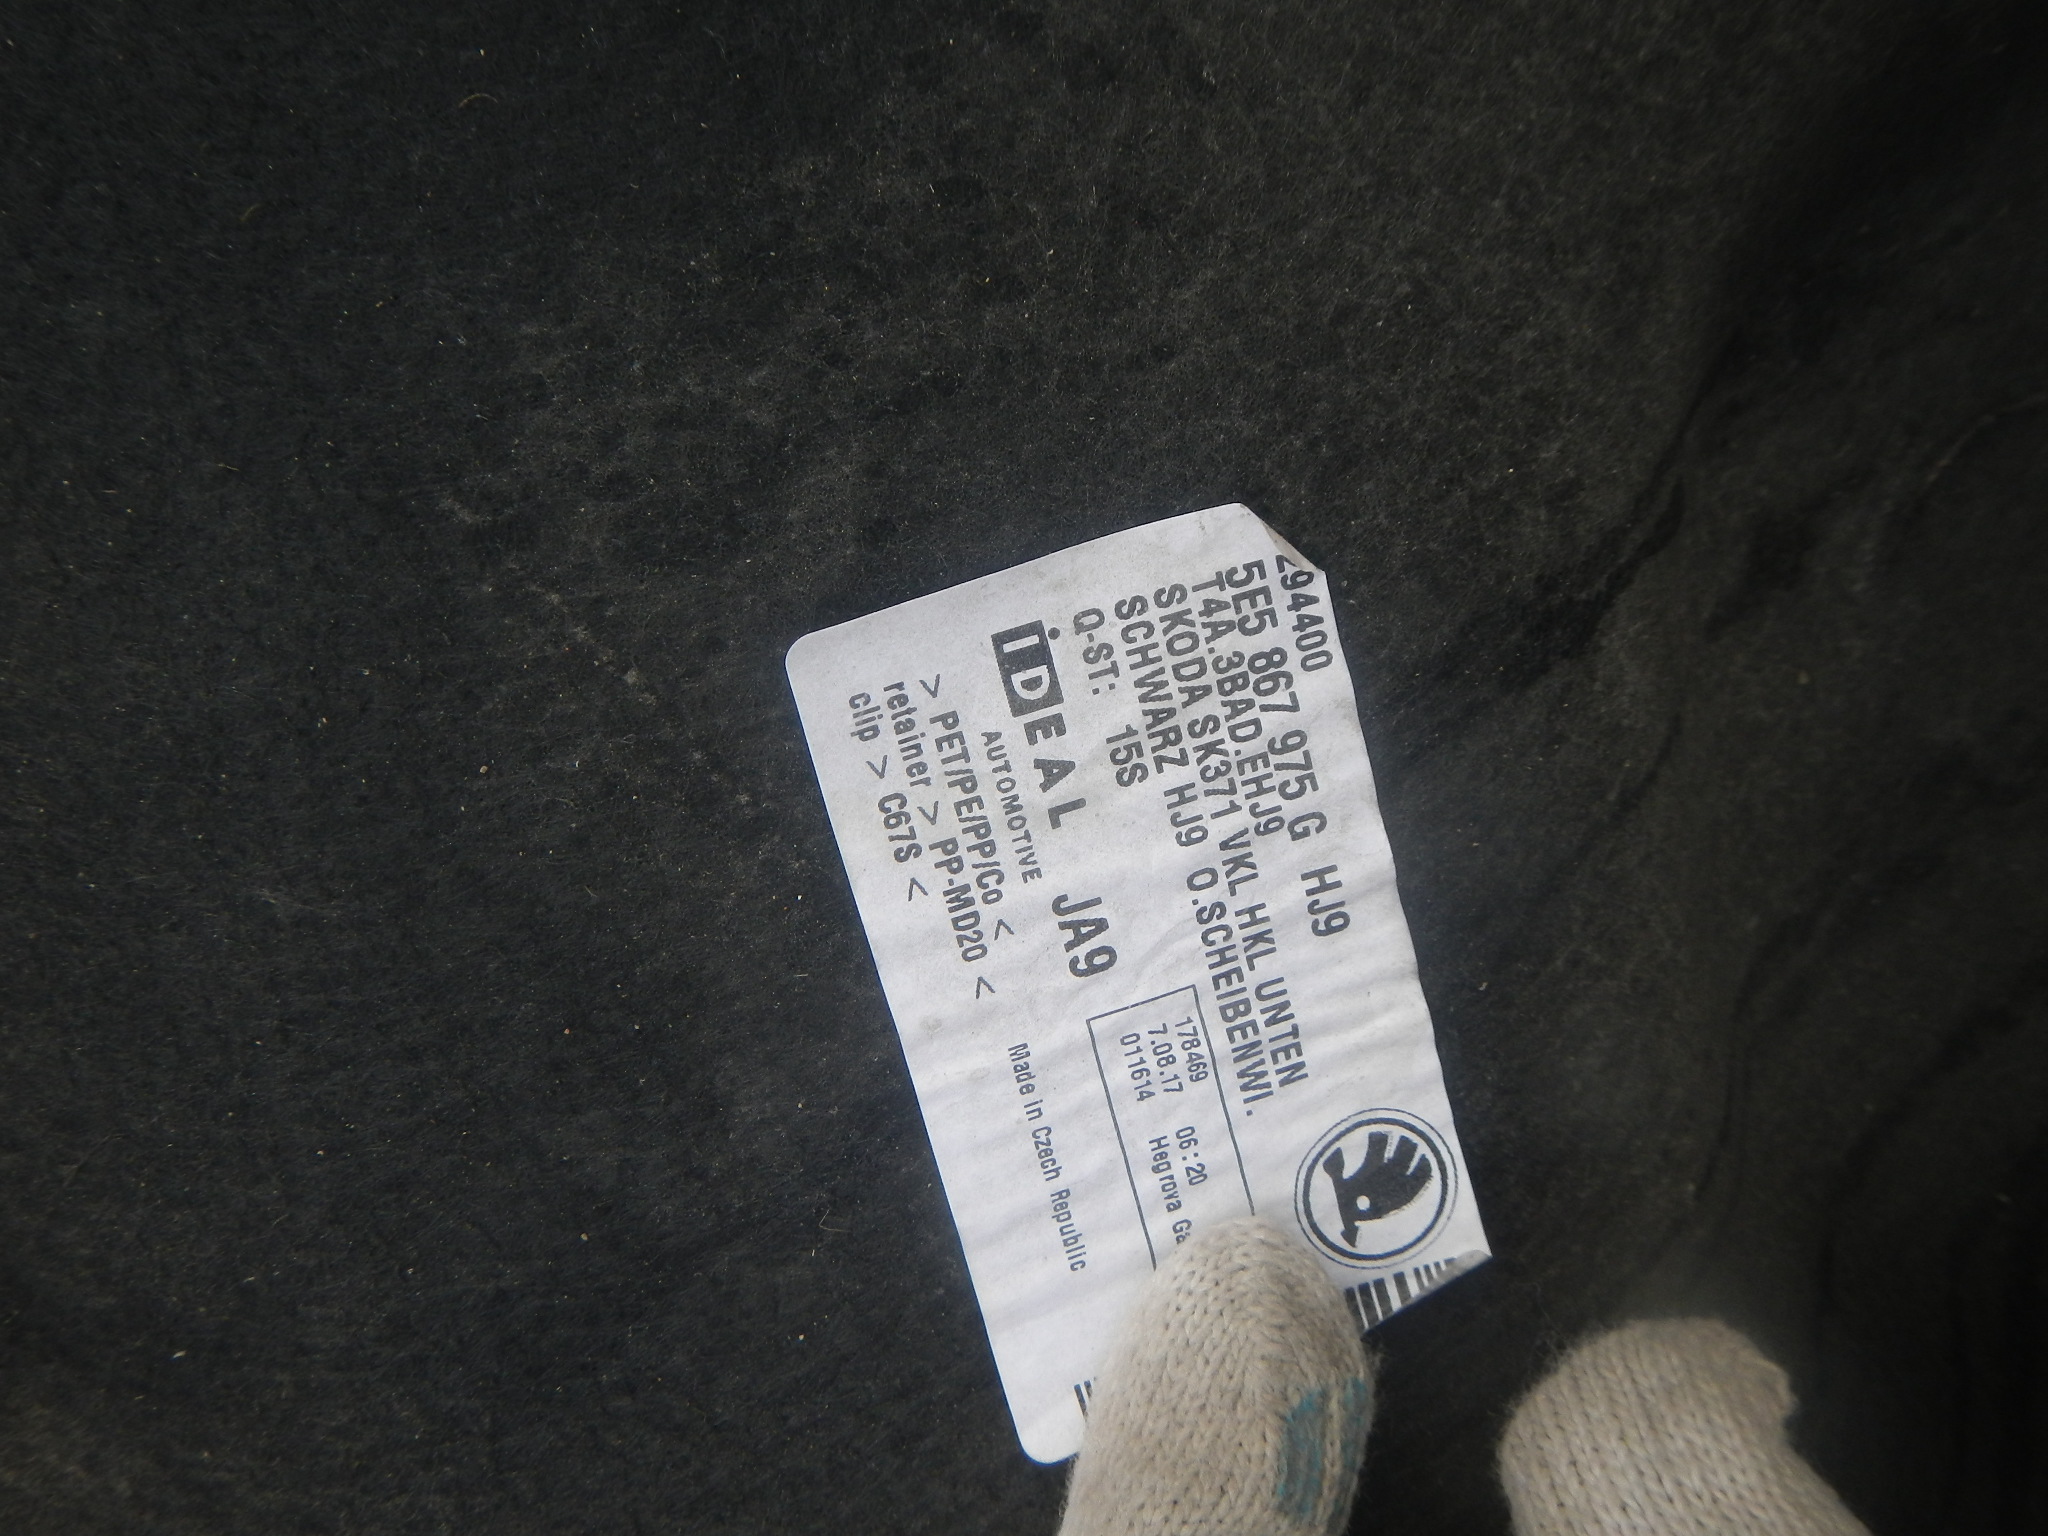 294400
5E5 867 975 G HJ9
T4A.3BAD.EHJ9
SKODA SK371 VKL HKL UNTEN
SCHWARZ HJ9 O.SCHEIBENWI.
Q-ST: 15S
IDEAL JA9
AUTOMOTIVE
> PET/PE/PP/Co <
retainer > PP-MD20 <
clip > C67S <
178469 06:20
7.08.17 Hegrova
011614
Made in Czech Republic